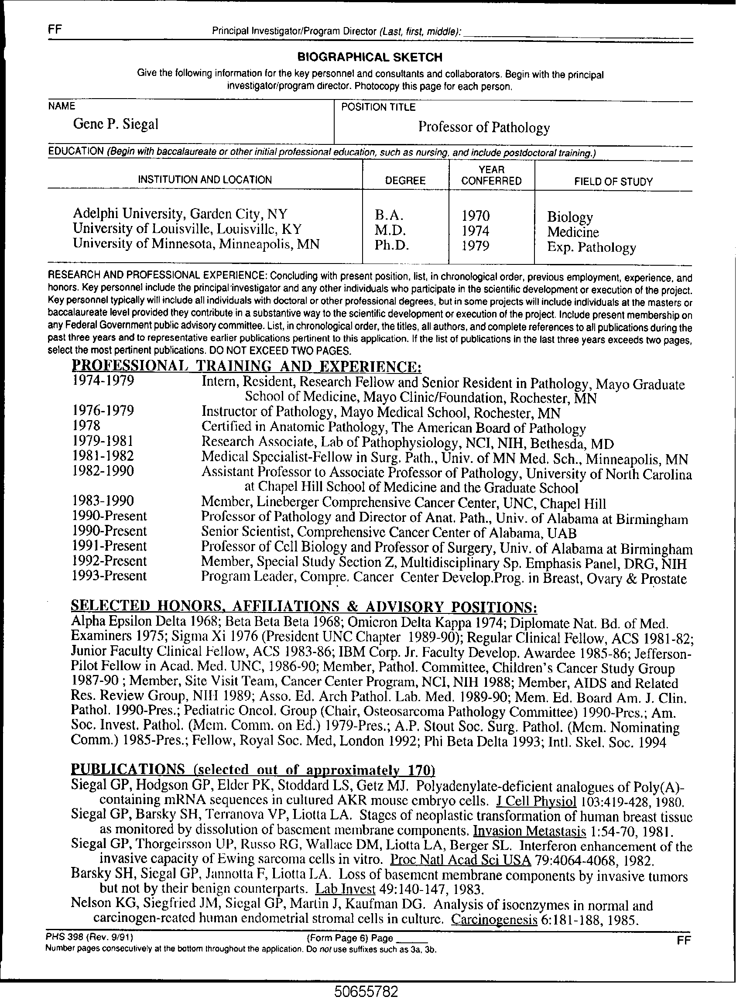 FF
Principal Investigator/Program Director (Last, first, middle):
BIOGRAPHICAL SKETCH
Give the following information for the key personnel and consultants and collaborators. Begin with the principal
investigator/program director. Photocopy this page for each person.
NAME
POSITION TITLE
Gene P. Siegal
Professor of Pathology
EDUCATION (Begin with baccalaureate or other initial professional education, such as nursing, and include postdoctoral training.)
INSTITUTION AND LOCATION DEGREE YEAR CONFERRED FIELD OF STUDY
Adelphi University, Garden City, NY B.A. 1970 Biology
University of Louisville, Louisville, KY M.D. 1974 Medicine
University of Minnesota, Minneapolis, MN Ph.D. 1979 Exp. Pathology
RESEARCH AND PROFESSIONAL EXPERIENCE: Concluding with present position, list, in chronological order, previous employment, experience, and
honors. Key personnel include the principal investigator and any other individuals who participate in the scientific development or execution of the project.
Key personnel typically will include all individuals with doctoral or other professional degrees, but in some projects will include individuals at the masters or
baccalaureate level provided they contribute in a substantive way to the scientific development or execution of the project. Include present membership on
any Federal Government public advisory committee. List, in chronological order, the titles, all authors, and complete references to all publications during the
past three years and to representative earlier publications pertinent to this application. If the list of publications in the last three years exceeds two pages,
select the most pertinent publications. DO NOT EXCEED TWO PAGES.
PROFESSIONAL TRAINING AND EXPERIENCE:
1974-1979 Intern, Resident, Research Fellow and Senior Resident in Pathology, Mayo Graduate
School of Medicine, Mayo Clinic/Foundation, Rochester, MN
1976-1979 Instructor of Pathology, Mayo Medical School, Rochester, MN
1978 Certified in Anatomic Pathology, The American Board of Pathology
1979-1981 Research Associate, Lab of Pathophysiology, NCI, NIH, Bethesda, MD
1981-1982 Medical Specialist-Fellow in Surg. Path., Univ. of MN Med. Sch., Minneapolis, MN
1982-1990 Assistant Professor to Associate Professor of Pathology, University of North Carolina
at Chapel Hill School of Medicine and the Graduate School
1983-1990 Member, Lineberger Comprehensive Cancer Center, UNC, Chapel Hill
1990-Present Professor of Pathology and Director of Anat. Path., Univ. of Alabama at Birmingham
1990-Present Senior Scientist, Comprehensive Cancer Center of Alabama, UAB
1991-Present Professor of Cell Biology and Professor of Surgery, Univ. of Alabama at Birmingham
1992-Present Member, Special Study Section Z, Multidisciplinary Sp. Emphasis Panel, DRG, NIH
1993-Present Program Leader, Compre. Cancer Center Develop.Prog. in Breast, Ovary & Prostate
SELECTED HONORS, AFFILIATIONS & ADVISORY POSITIONS:
Alpha Epsilon Delta 1968; Beta Beta Beta 1968; Omicron Delta Kappa 1974; Diplomate Nat. Bd. of Med.
Examiners 1975; Sigma Xi 1976 (President UNC Chapter 1989-90); Regular Clinical Fellow, ACS 1981-82;
Junior Faculty Clinical Fellow, ACS 1983-86; IBM Corp. Jr. Faculty Develop. Awardee 1985-86; Jefferson-
Pilot Fellow in Acad. Med. UNC, 1986-90; Member, Pathol. Committee, Children's Cancer Study Group
1987-90 ; Member, Site Visit Team, Cancer Center Program, NCI, NIH 1988; Member, AIDS and Related
Res. Review Group, NIH 1989; Asso. Ed. Arch Pathol. Lab. Med. 1989-90; Mem. Ed. Board Am. J. Clin.
Pathol. 1990-Pres.; Pediatric Oncol. Group (Chair, Osteosarcoma Pathology Committee) 1990-Pres.; Am.
Soc. Invest. Pathol. (Mem. Comm. on Ed.) 1979-Pres.; A.P. Stout Soc. Surg. Pathol. (Mem. Nominating
Comm.) 1985-Pres.; Fellow, Royal Soc. Med, London 1992; Phi Beta Delta 1993; Intl. Skel. Soc. 1994
PUBLICATIONS (selected out of approximately 170)
Siegal GP, Hodgson GP, Elder PK, Stoddard LS, Getz MJ. Polyadenylate-deficient analogues of Poly(A)-
containing mRNA sequences in cultured AKR mouse embryo cells. J Cell Physiol 103:419-428, 1980.
Siegal GP, Barsky SH, Terranova VP, Liotta LA. Stages of neoplastic transformation of human breast tissue
as monitored by dissolution of basement membrane components. Invasion Metastasis 1:54-70, 1981.
Siegal GP, Thorgeirsson UP, Russo RG, Wallace DM, Liotta LA, Berger SL. Interferon enhancement of the
invasive capacity of Ewing sarcoma cells in vitro. Proc Natl Acad Sci USA 79:4064-4068, 1982.
Barsky SH, Siegal GP, Jannotta F, Liotta LA. Loss of basement membrane components by invasive tumors
but not by their benign counterparts. Lab Invest 49:140-147, 1983.
Nelson KG, Siegfried JM, Siegal GP, Martin J, Kaufman DG. Analysis of isoenzymes in normal and
carcinogen-reated human endometrial stromal cells in culture. Carcinogenesis 6:181-188, 1985.
PHS 398 (Rev. 9/91) (Form Page 6) Page FF
Number pages consecutively at the bottom throughout the application. Do not use suffixes such as 3a, 3b.
50655782